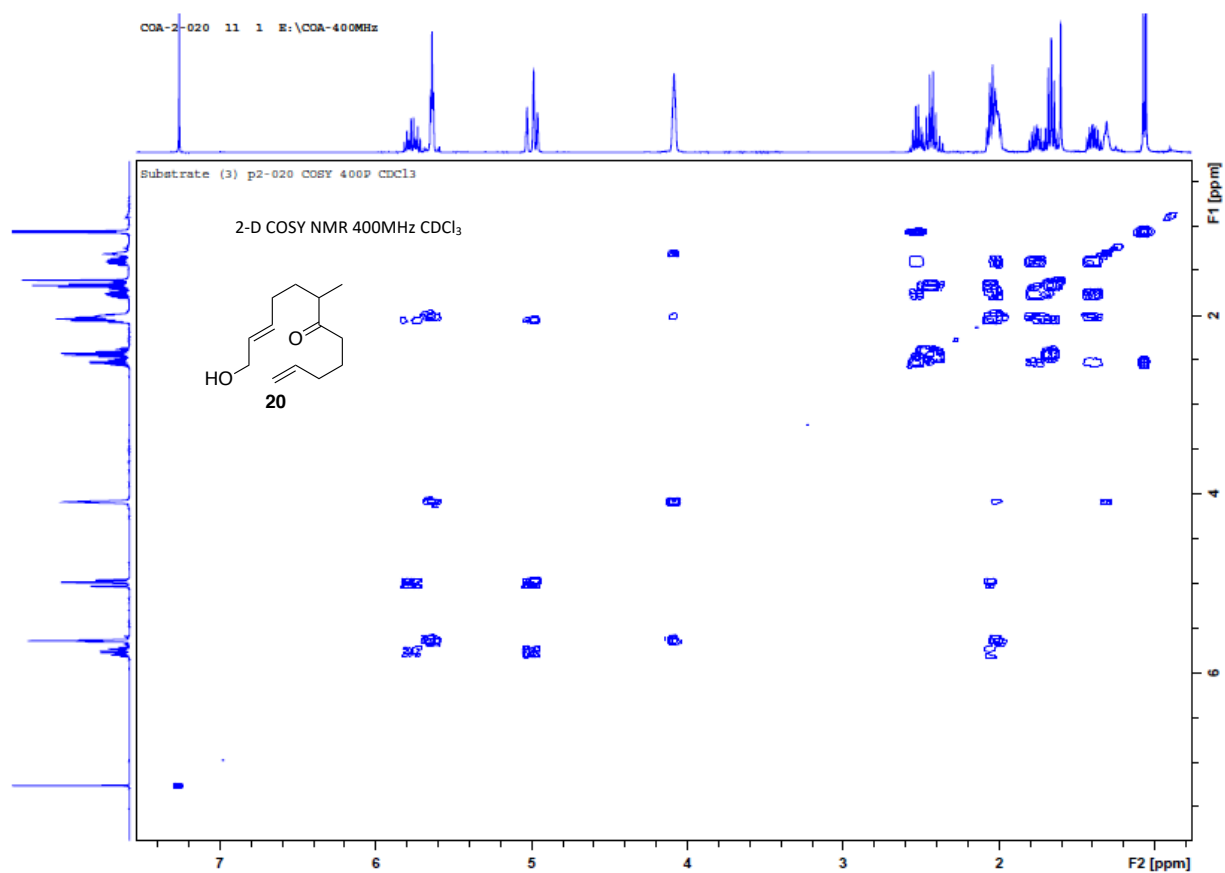 COA-2-020 11 1 E:\COA-400MHz
Substrate (3) p2-020 COSY 400P CDCl3
2-D COSY NMR 400MHz CDCl₃
O
HO
20
F1 [ppm]
2
4
6
7 6 5 4 3 2 F2 [ppm]